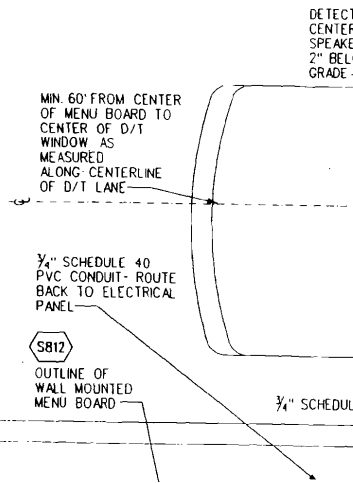 DETECT
CENTER
SPEAKE
2" BEL
GRADE
MIN. 60' FROM CENTER
OF MENU BOARD TO
CENTER OF D/T
WINDOW AS
MEASURED
ALONG CENTERLINE
OF D/T LANE
¾" SCHEDULE 40
PVC CONDUIT- ROUTE
BACK TO ELECTRICAL
PANEL
S812
OUTLINE OF
WALL MOUNTED
MENU BOARD
¾" SCHEDUL